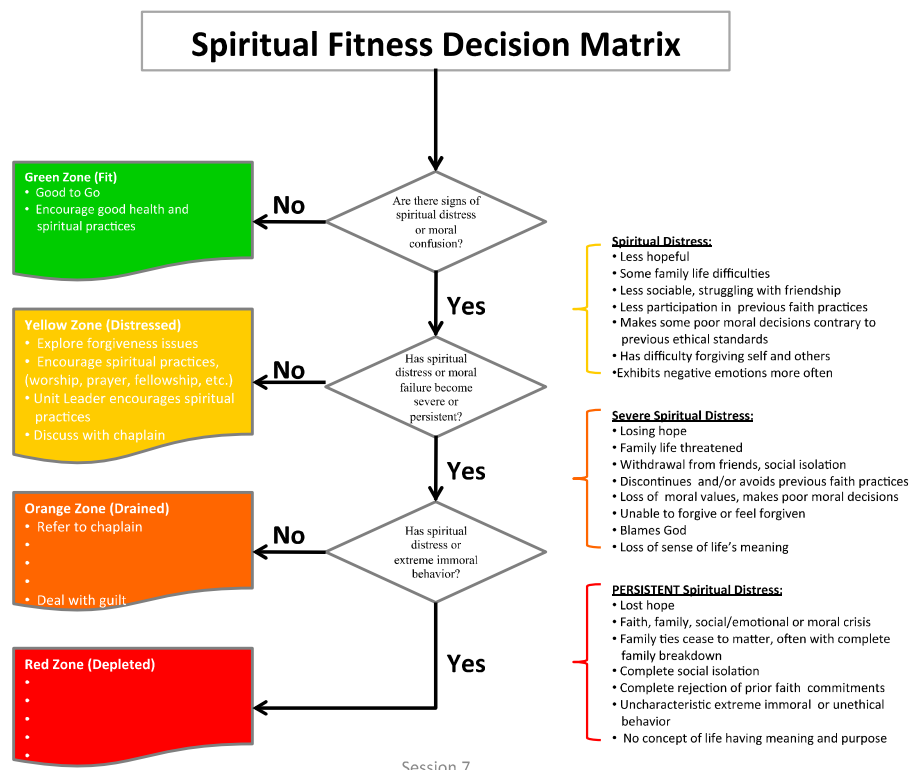 Spiritual Fitness Decision Matrix
Green Zone (Fit)
• Good to Go
• Encourage good health and
spiritual practices
No
Are there signs of
spiritual distress
or moral
confusion?
Yes
Yellow Zone (Distressed)
• Explore forgiveness issues
• Encourage spiritual practices,
(worship, prayer, fellowship, etc.)
• Unit Leader encourages spiritual
practices
• Discuss with chaplain
No
Has spiritual
distress or moral
failure become
severe or
persistent?
Yes
Orange Zone (Drained)
• Refer to chaplain
•
•
•
• Deal with guilt
No
Has spiritual
distress or
extreme immoral
behavior?
Yes
Red Zone (Depleted)
•
•
•
•
•
Spiritual Distress:
• Less hopeful
• Some family life difficulties
• Less sociable, struggling with friendship
• Less participation in previous faith practices
• Makes some poor moral decisions contrary to
previous ethical standards
• Has difficulty forgiving self and others
•Exhibits negative emotions more often
Severe Spiritual Distress:
• Losing hope
• Family life threatened
• Withdrawal from friends, social isolation
• Discontinues and/or avoids previous faith practices
• Loss of moral values, makes poor moral decisions
• Unable to forgive or feel forgiven
• Blames God
• Loss of sense of life's meaning
PERSISTENT Spiritual Distress:
• Lost hope
• Faith, family, social/emotional or moral crisis
• Family ties cease to matter, often with complete
family breakdown
• Complete social isolation
• Complete rejection of prior faith commitments
• Uncharacteristic extreme immoral or unethical
behavior
• No concept of life having meaning and purpose
Session 7